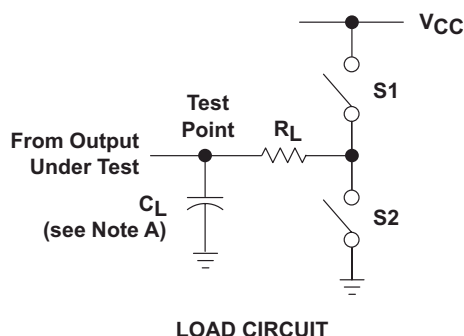 VCC
S1
Test
Point
RL
From Output
Under Test
CL
(see Note A)
S2
LOAD CIRCUIT